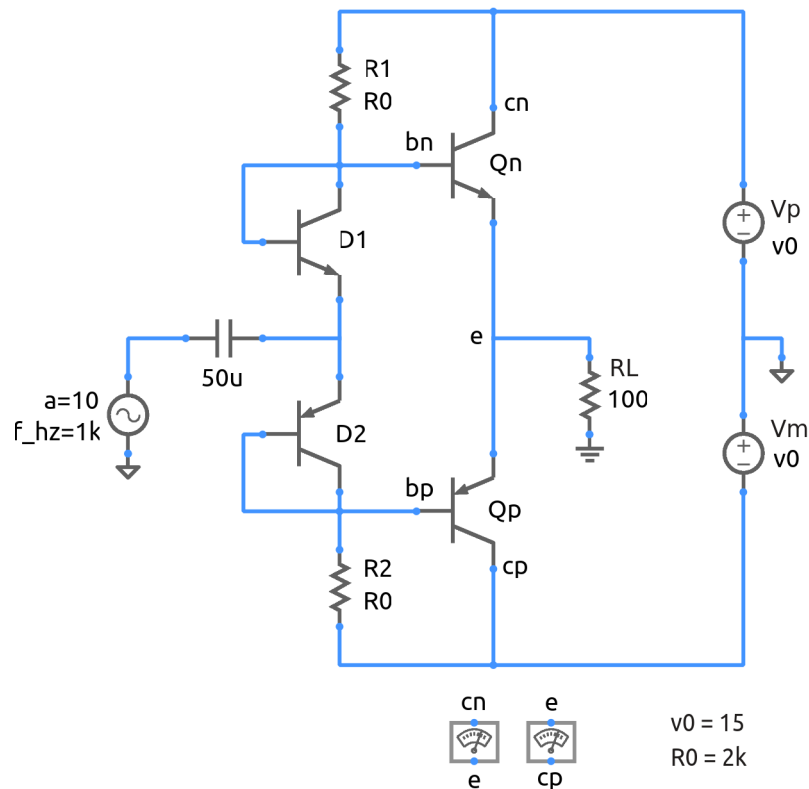 R1
R0
cn
bn
Qn
D1
Vp
v0
e
RL
100
50u
a=10
f_hz=1k
D2
Vm
v0
bp
Qp
R2
R0
cp
cn
e
e
cp
v0 = 15
R0 = 2k
+
−
+
−